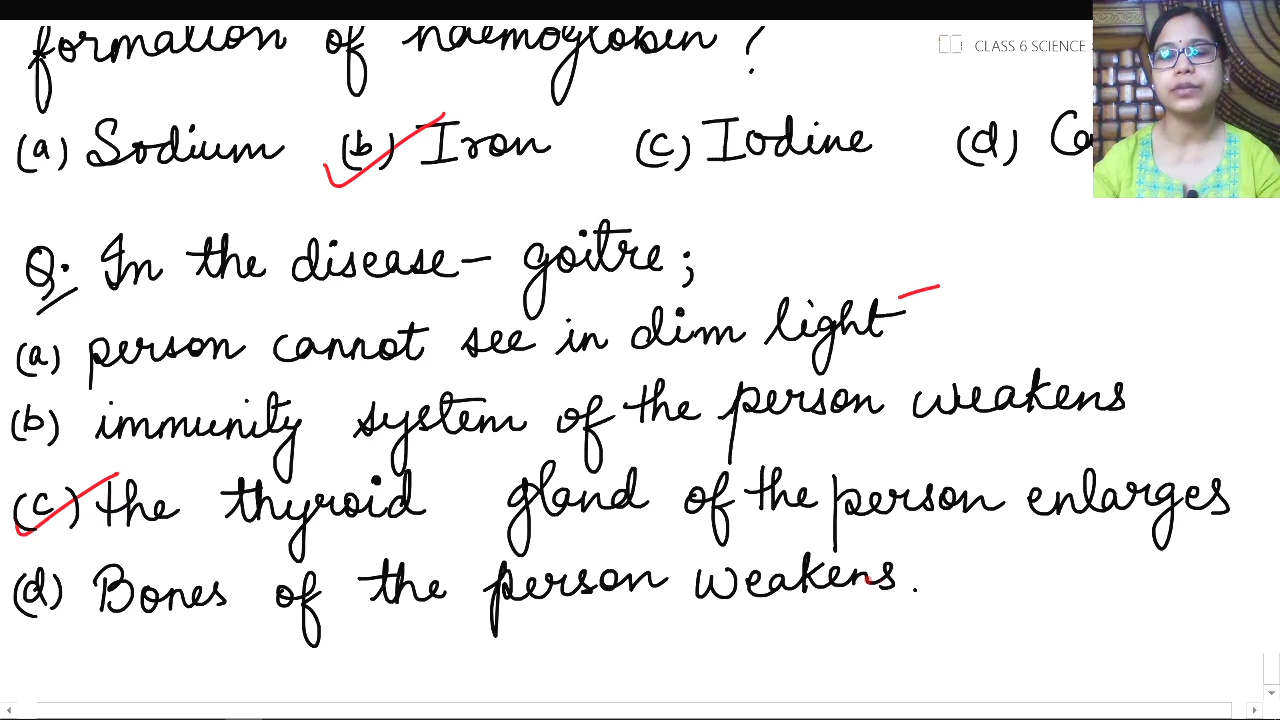 formation of haemoglobin?
CLASS 6 SCIENCE
(a) Sodium (b) Iron (c) Iodine (d)
Q. In the disease- goitre;
(a) person cannot see in dim light
(b) immunity system of the person weakens
(c) the thyroid gland of the person enlarges
(d) Bones of the person weakens.